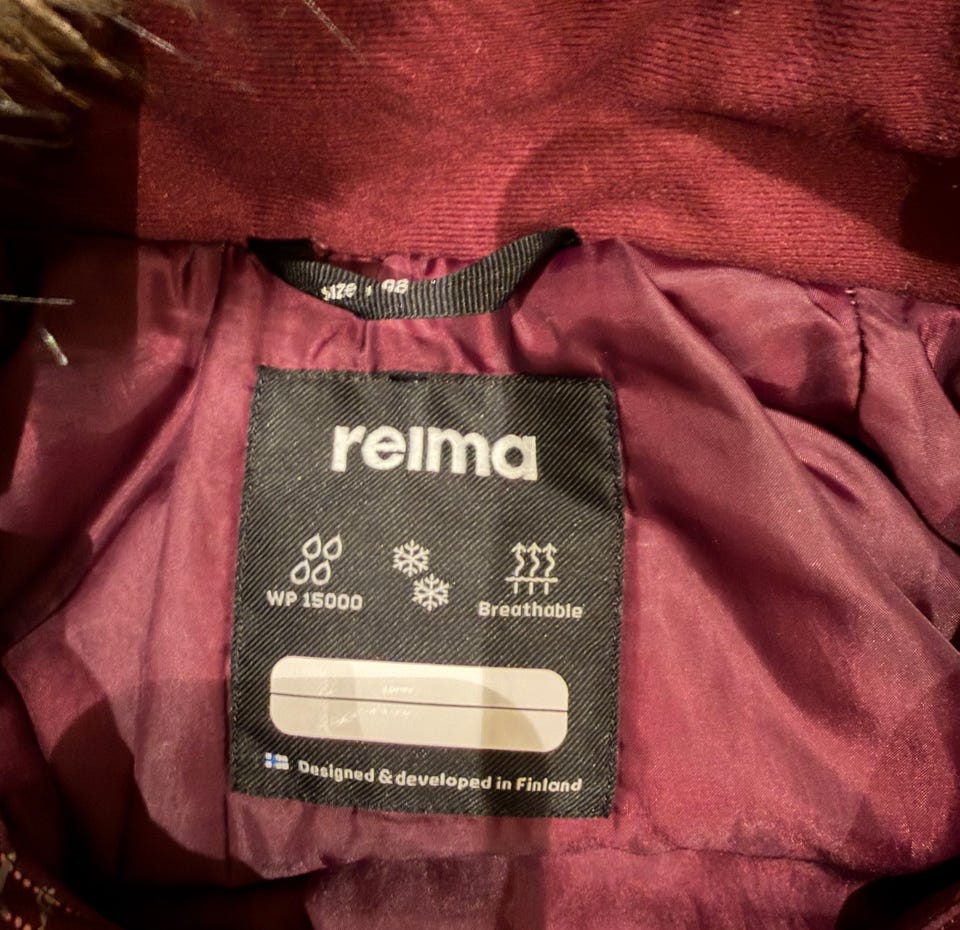 SIZE : 98
reima
WP 15000
Breathable
Designed & developed in Finland